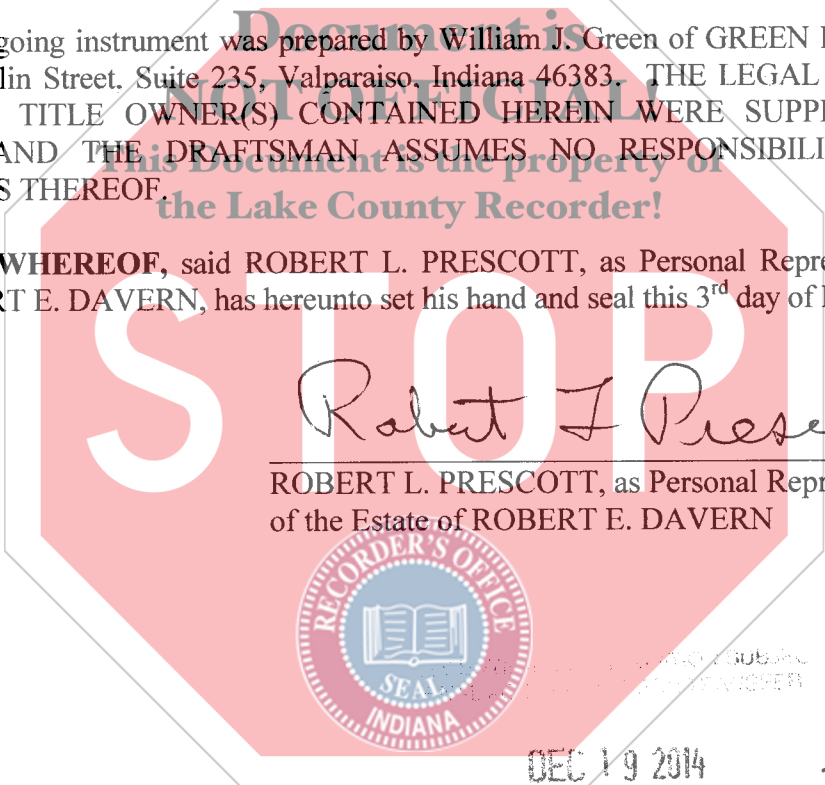 Document is
going instrument was prepared by William J. Green of GREEN
lin Street. Suite 235, Valparaiso, Indiana 46383. THE LEGAL
NOT OFFICIAL!
TITLE OWNER(S) CONTAINED HEREIN WERE SUPP
AND THE DRAFTSMAN ASSUMES NO RESPONSIBILI
This Document is the property of
S THEREOF.
the Lake County Recorder!
WHEREOF, said ROBERT L. PRESCOTT, as Personal Repre
RT E. DAVERN, has hereunto set his hand and seal this 3rd day of
STOP
Robert L Presc
ROBERT L. PRESCOTT, as Personal Repr
of the Estate of ROBERT E. DAVERN
RECORDER'S OFFICE
SEAL
INDIANA
DEC 19 2014